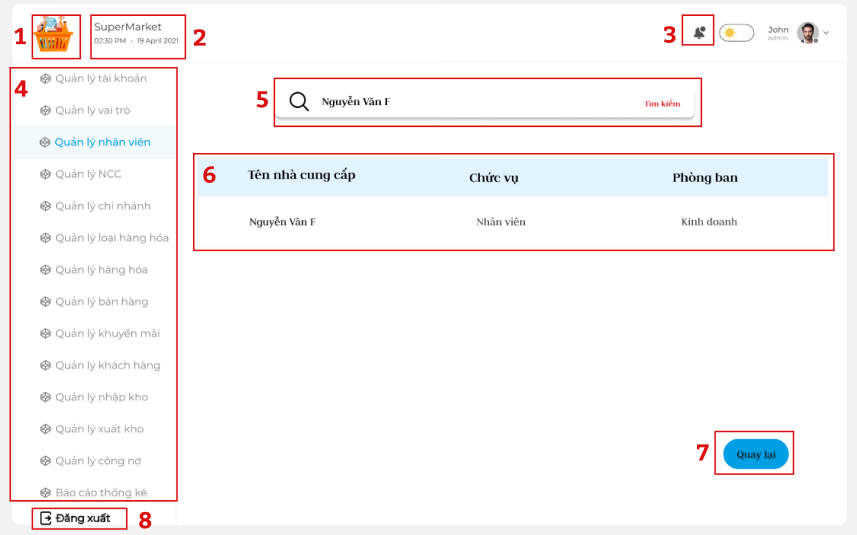 1
SuperMarket
02:30 PM • 19 April 2021
2
3
John
Admin
4
Quản lý tài khoản
Quản lý vai trò
Quản lý nhân viên
Quản lý NCC
Quản lý chi nhánh
Quản lý loại hàng hóa
Quản lý hàng hóa
Quản lý bán hàng
Quản lý khuyến mãi
Quản lý khách hàng
Quản lý nhập kho
Quản lý xuất kho
Quản lý công nợ
Báo cáo thống kê
Đăng xuất
8
5
Nguyễn Văn F
Tìm kiếm
6
Tên nhà cung cấp Chức vụ Phòng ban
Nguyễn Văn F Nhân viên Kinh doanh
7
Quay lại